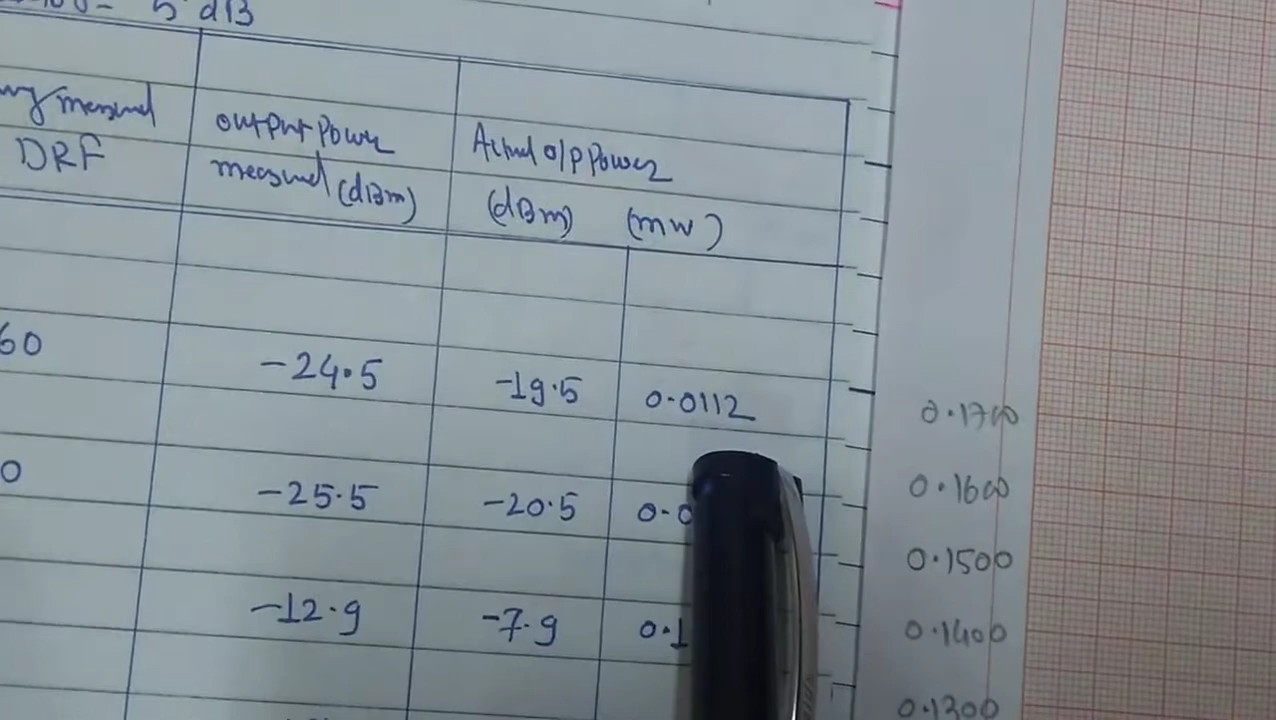 5 dB
DRF
output power
measured (dBm)
Actual o/p Power
(dBm) (mw)
60 -24.5 -19.5 0.0112
0 -25.5 -20.5 0.0
-12.9 -7.9 0.1
0.1700
0.1600
0.1500
0.1400
0.1300